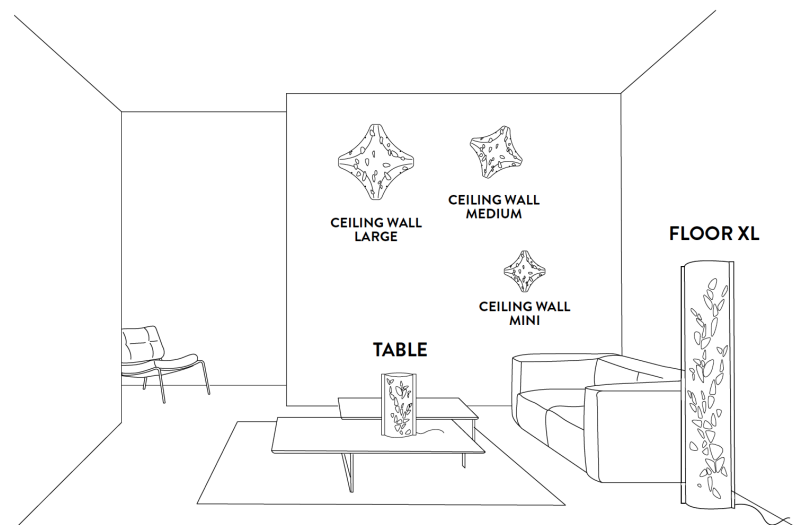 CEILING WALL
LARGE
CEILING WALL
MEDIUM
FLOOR XL
CEILING WALL
MINI
TABLE